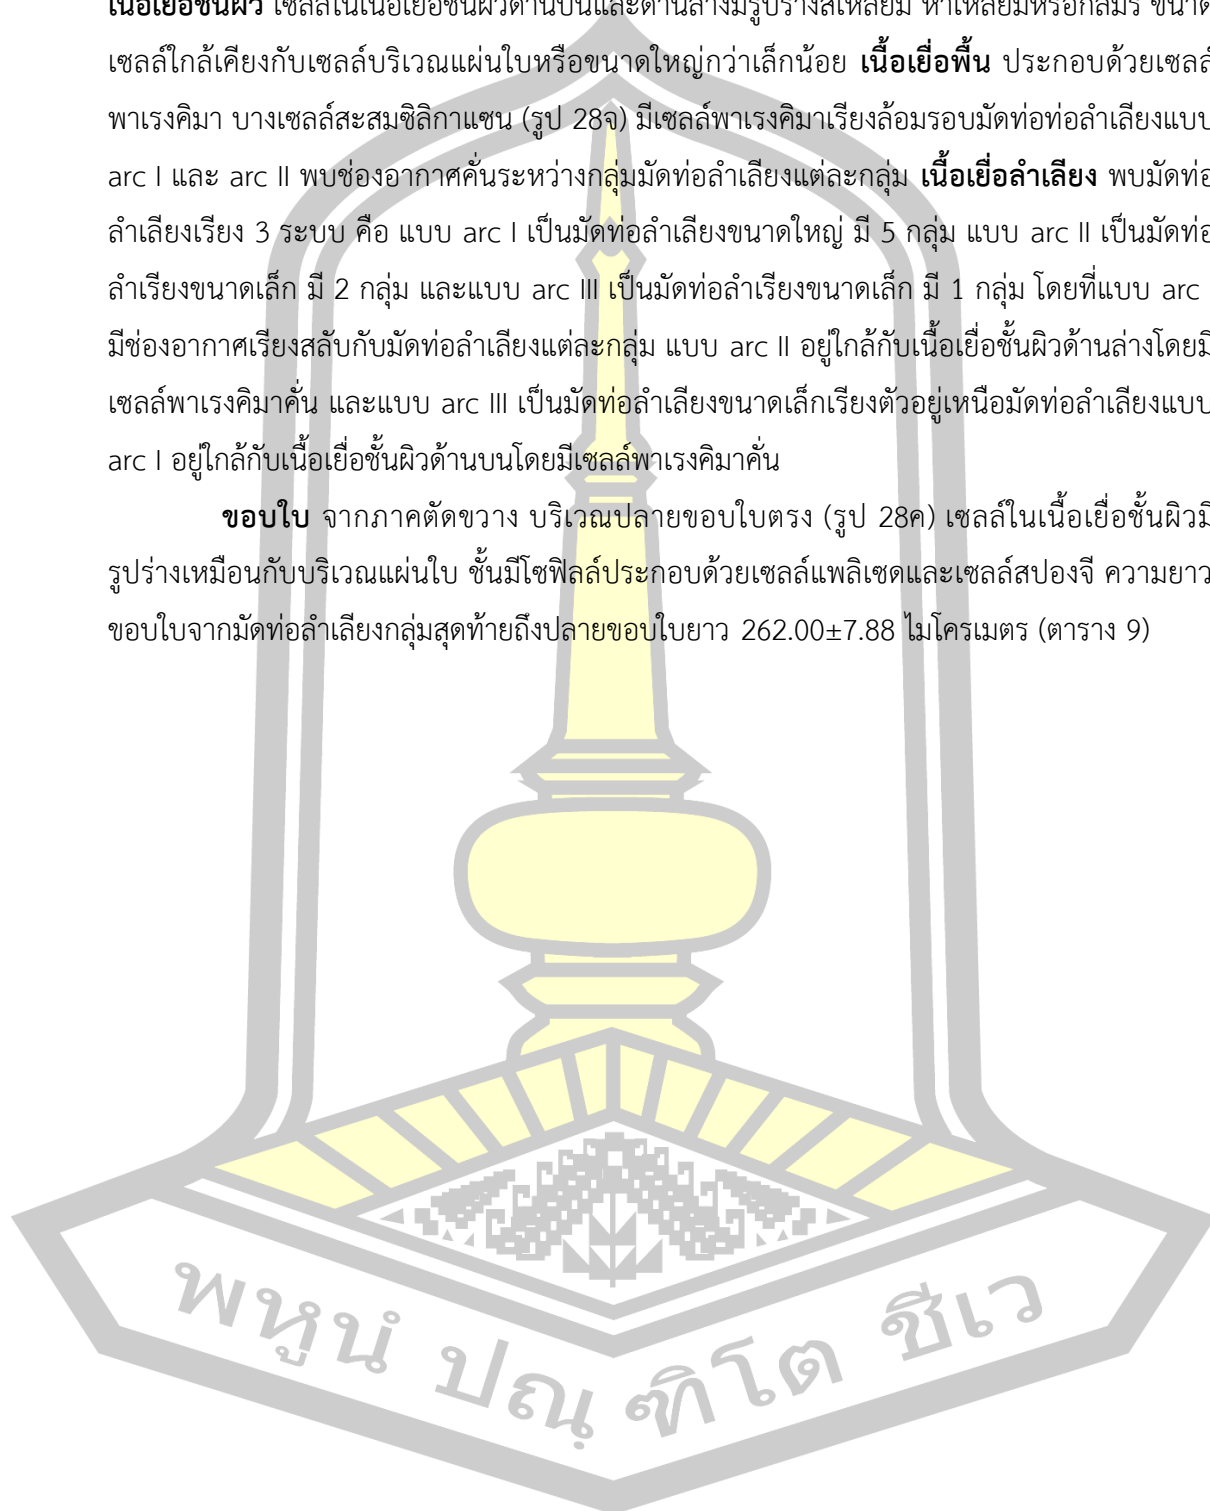 เนื้อเยื่อชั้นผิว เซลล์ในเนื้อเยื่อชั้นผิวด้านบนและด้านล่างมีรูปร่างสี่เหลี่ยม ห้าเหลี่ยมหรือกลมรี ขนาด
เซลล์ใกล้เคียงกับเซลล์บริเวณแผ่นใบหรือขนาดใหญ่กว่าเล็กน้อย เนื้อเยื่อพื้น ประกอบด้วยเซลล์
พาเรงคิมา บางเซลล์สะสมซิลิกาแซน (รูป 28จ) มีเซลล์พาเรงคิมาเรียงล้อมรอบมัดท่อท่อลำเลียงแบบ
arc I และ arc II พบช่องอากาศคั่นระหว่างกลุ่มมัดท่อลำเลียงแต่ละกลุ่ม เนื้อเยื่อลำเลียง พบมัดท่อ
ลำเลียงเรียง 3 ระบบ คือ แบบ arc I เป็นมัดท่อลำเลียงขนาดใหญ่ มี 5 กลุ่ม แบบ arc II เป็นมัดท่อ
ลำเรียงขนาดเล็ก มี 2 กลุ่ม และแบบ arc III เป็นมัดท่อลำเรียงขนาดเล็ก มี 1 กลุ่ม โดยที่แบบ arc
มีช่องอากาศเรียงสลับกับมัดท่อลำเลียงแต่ละกลุ่ม แบบ arc II อยู่ใกล้กับเนื้อเยื่อชั้นผิวด้านล่างโดยมี
เซลล์พาเรงคิมาคั่น และแบบ arc III เป็นมัดท่อลำเลียงขนาดเล็กเรียงตัวอยู่เหนือมัดท่อลำเลียงแบบ
arc I อยู่ใกล้กับเนื้อเยื่อชั้นผิวด้านบนโดยมีเซลล์พาเรงคิมาคั่น
ขอบใบ จากภาคตัดขวาง บริเวณปลายขอบใบตรง (รูป 28ค) เซลล์ในเนื้อเยื่อชั้นผิวมี
รูปร่างเหมือนกับบริเวณแผ่นใบ ชั้นมีโซฟิลล์ประกอบด้วยเซลล์แพลิเซดและเซลล์สปองจี ความยาว
ขอบใบจากมัดท่อลำเลียงกลุ่มสุดท้ายถึงปลายขอบใบยาว 262.00±7.88 ไมโครเมตร (ตาราง 9)
พหูนํ ปณฺฑิโต ชีเว